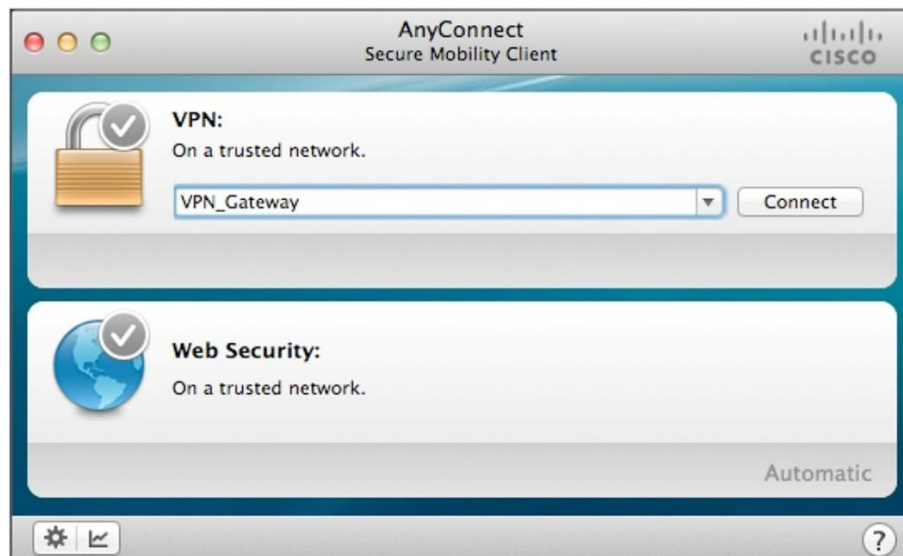 AnyConnect
Secure Mobility Client
CISCO
VPN:
On a trusted network.
VPN_Gateway
Connect
Web Security:
On a trusted network.
Automatic
?